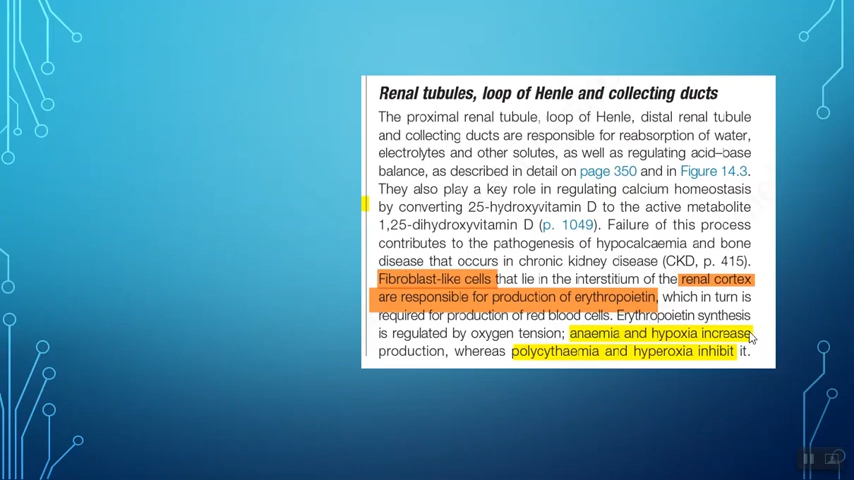 Renal tubules, loop of Henle and collecting ducts
The proximal renal tubule, loop of Henle, distal renal tubule
and collecting ducts are responsible for reabsorption of water,
electrolytes and other solutes, as well as regulating acid–base
balance, as described in detail on page 350 and in Figure 14.3.
They also play a key role in regulating calcium homeostasis
by converting 25-hydroxyvitamin D to the active metabolite
1,25-dihydroxyvitamin D (p. 1049). Failure of this process
contributes to the pathogenesis of hypocalcaemia and bone
disease that occurs in chronic kidney disease (CKD, p. 415).
Fibroblast-like cells that lie in the interstitium of the renal cortex
are responsible for production of erythropoietin, which in turn is
required for production of red blood cells. Erythropoietin synthesis
is regulated by oxygen tension; anaemia and hypoxia increase
production, whereas polycythaemia and hyperoxia inhibit it.